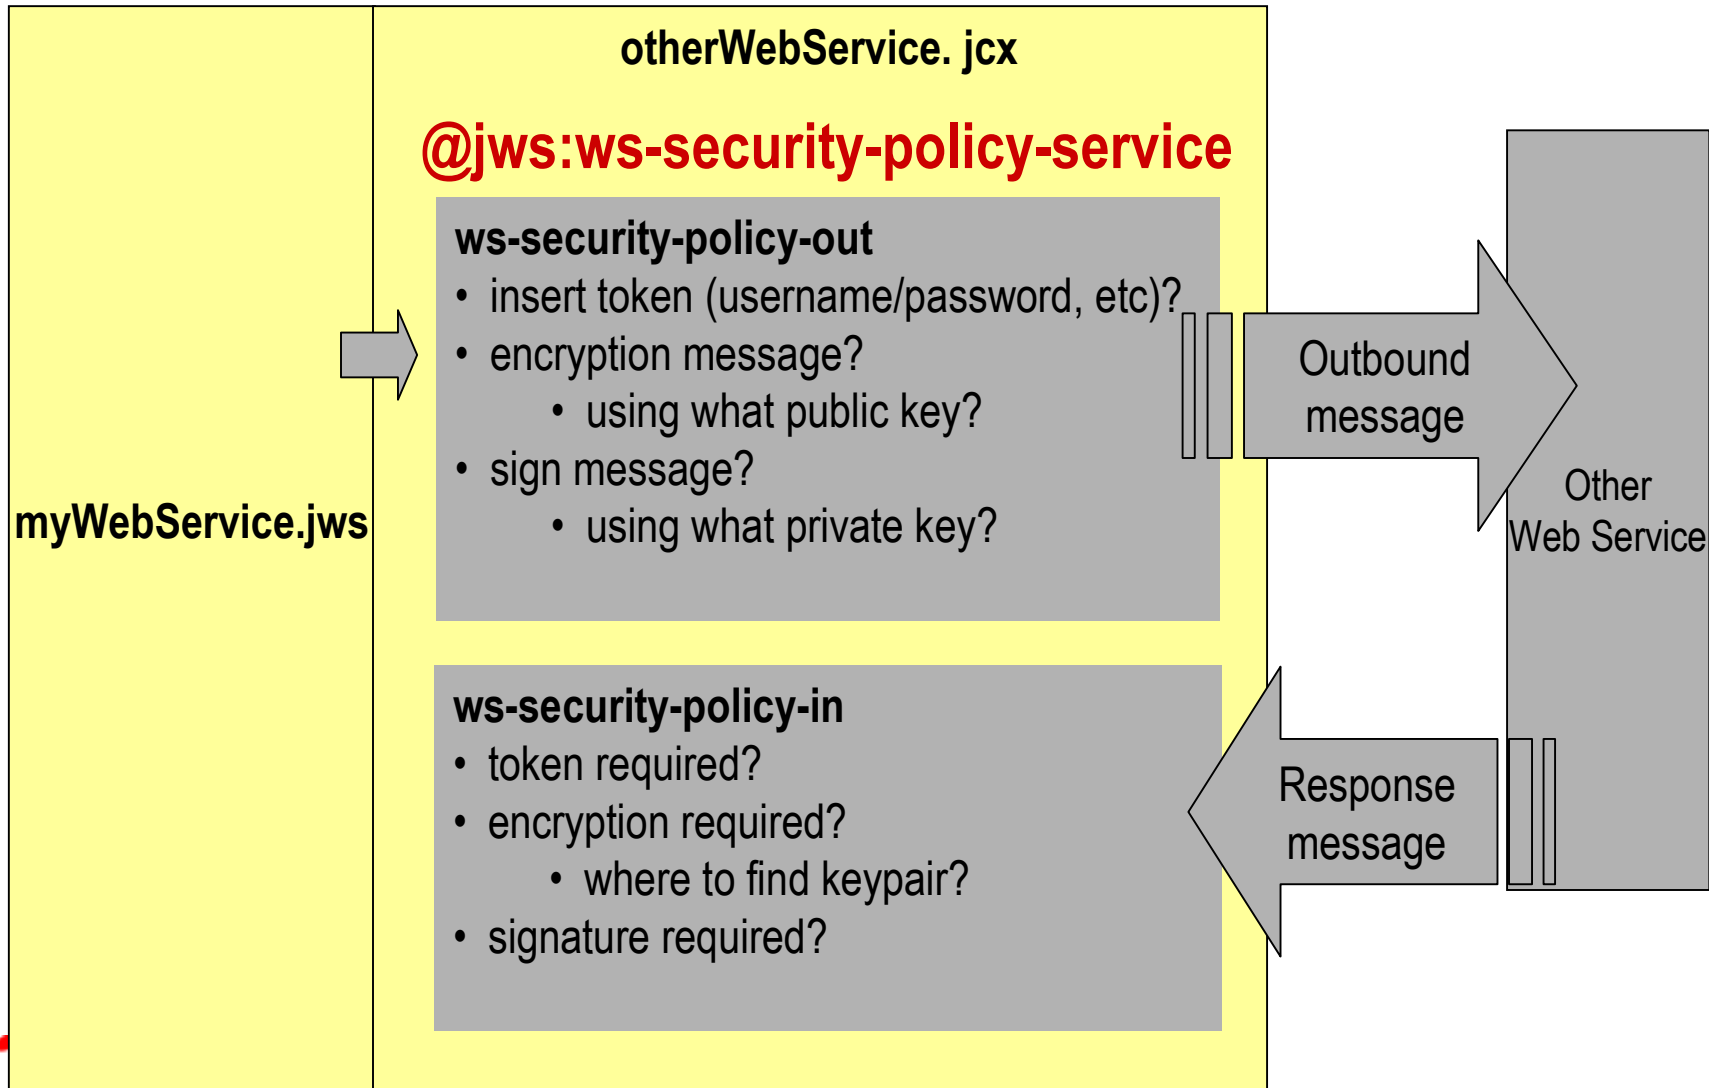 otherWebService. jcx
@jws:ws-security-policy-service
ws-security-policy-out
• insert token (username/password, etc)?
• encryption message?
• using what public key?
• sign message?
• using what private key?
myWebService.jws
Outbound
message
Other
Web Service
ws-security-policy-in
• token required?
• encryption required?
• where to find keypair?
• signature required?
Response
message